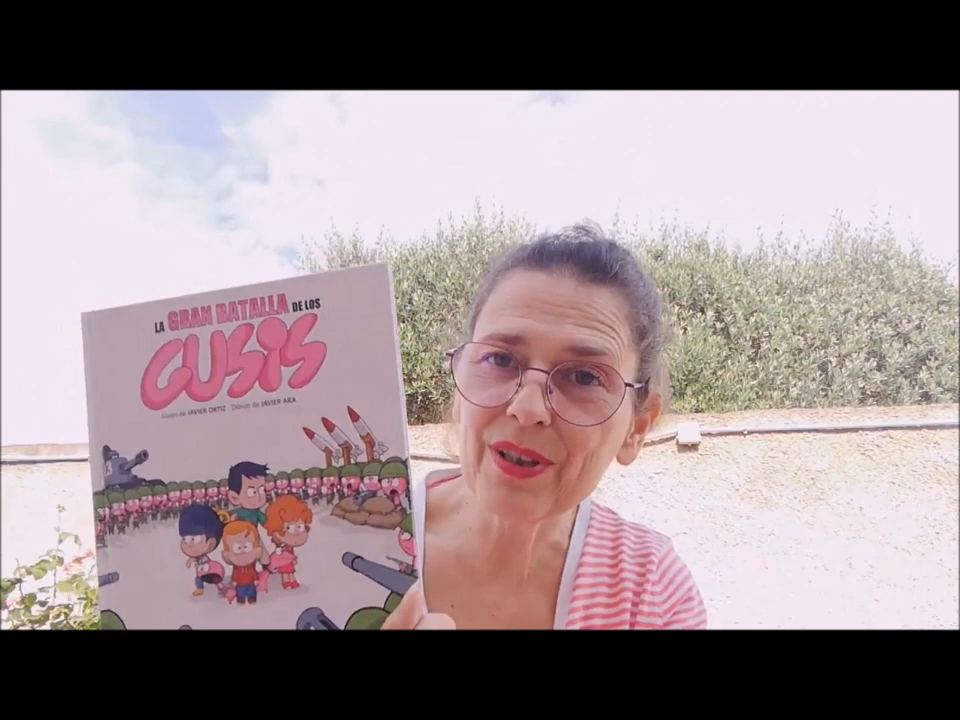 LA GRAN BATALLA DE LOS
GUSIS
Guion de JAVIER ORTIZ Dibujo de JAVIER ARA